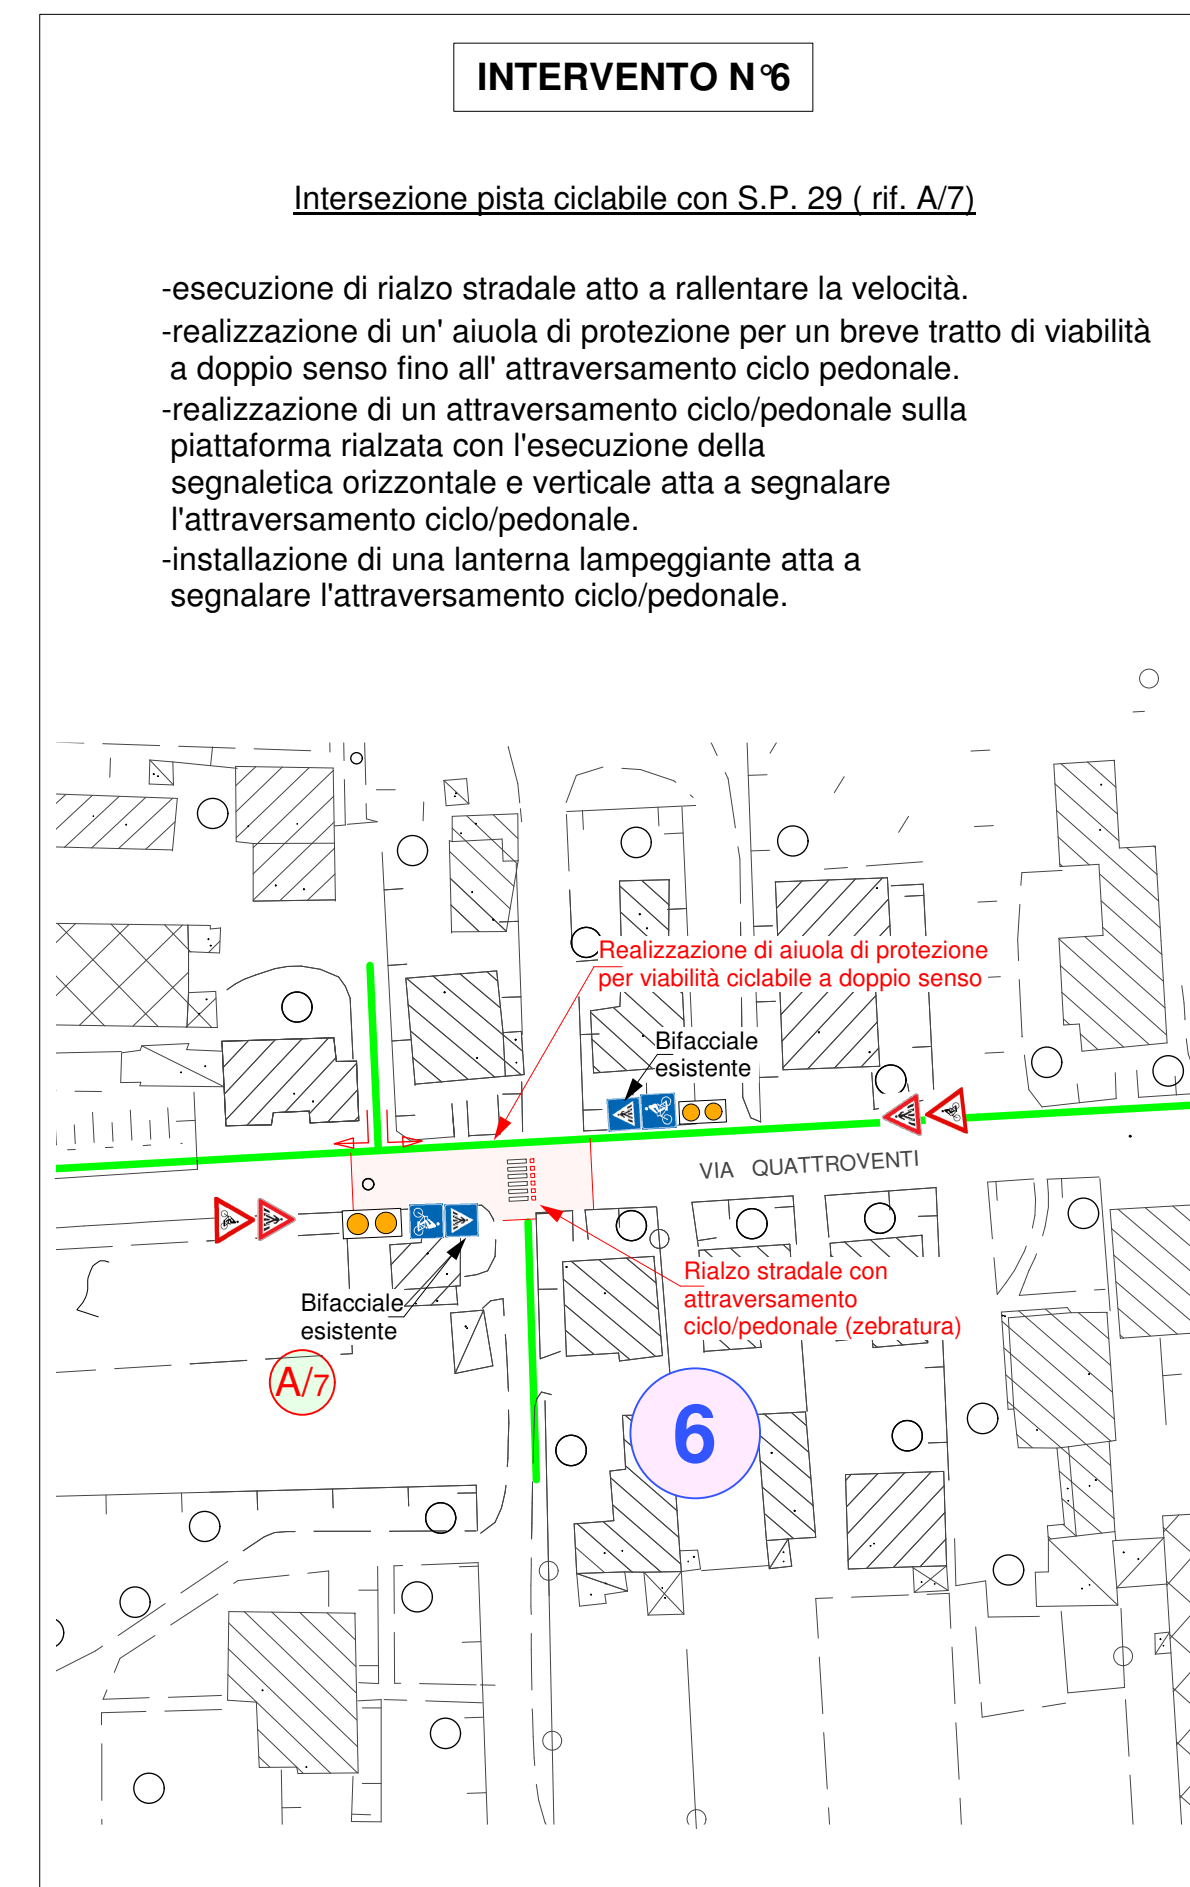 INTERVENTO N°6
Intersezione pista ciclabile con S.P. 29 ( rif. A/7)
-esecuzione di rialzo stradale atto a rallentare la velocità.
-realizzazione di un' aiuola di protezione per un breve tratto di viabilità
a doppio senso fino all' attraversamento ciclo pedonale.
-realizzazione di un attraversamento ciclo/pedonale sulla
piattaforma rialzata con l'esecuzione della
segnaletica orizzontale e verticale atta a segnalare
l'attraversamento ciclo/pedonale.
-installazione di una lanterna lampeggiante atta a
segnalare l'attraversamento ciclo/pedonale.
Realizzazione di aiuola di protezione
per viabilità ciclabile a doppio senso
Bifacciale
esistente
VIA QUATTROVENTI
Rialzo stradale con
attraversamento
ciclo/pedonale (zebratura)
Bifacciale
esistente
A/7
6